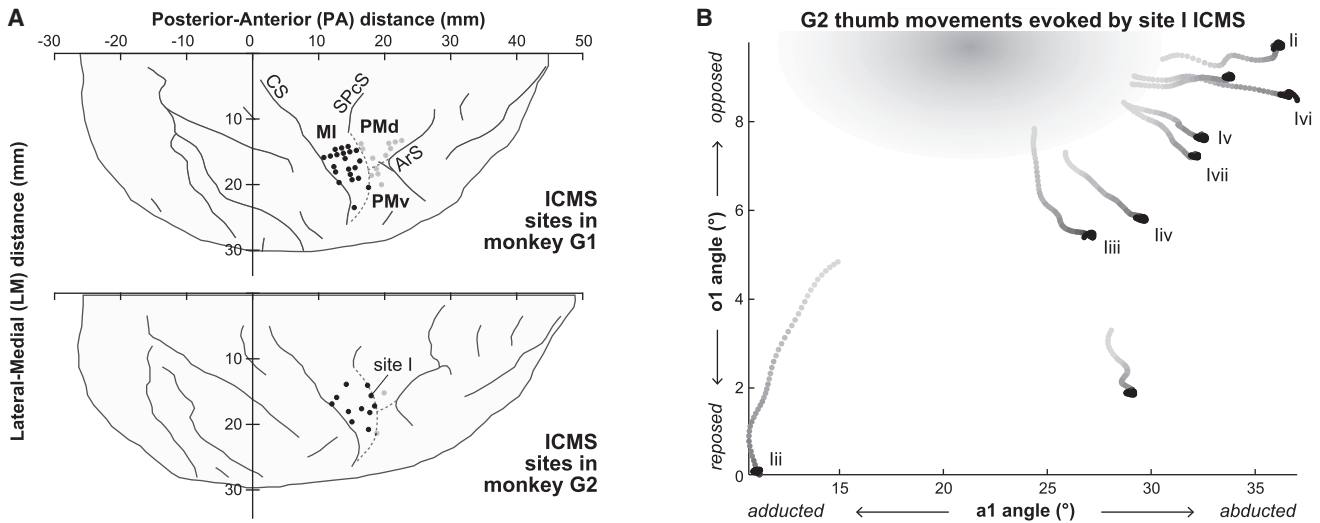 A
Posterior-Anterior (PA) distance (mm)
-30 -20 -10 0 10 20 30 40 50
Lateral-Medial (LM) distance (mm)
CS
SPcS
10
MI
PMd
ArS
20
PMv
30
ICMS
sites in
monkey G1
10
site I
20
30
ICMS
sites in
monkey G2
B
G2 thumb movements evoked by site I ICMS
Ii
Ivi
Iv
Ivii
Iiii
Iiv
Iii
reposed o1 angle (°) opposed
8
6
4
2
0
15 20 25 30 35
adducted a1 angle (°) abducted